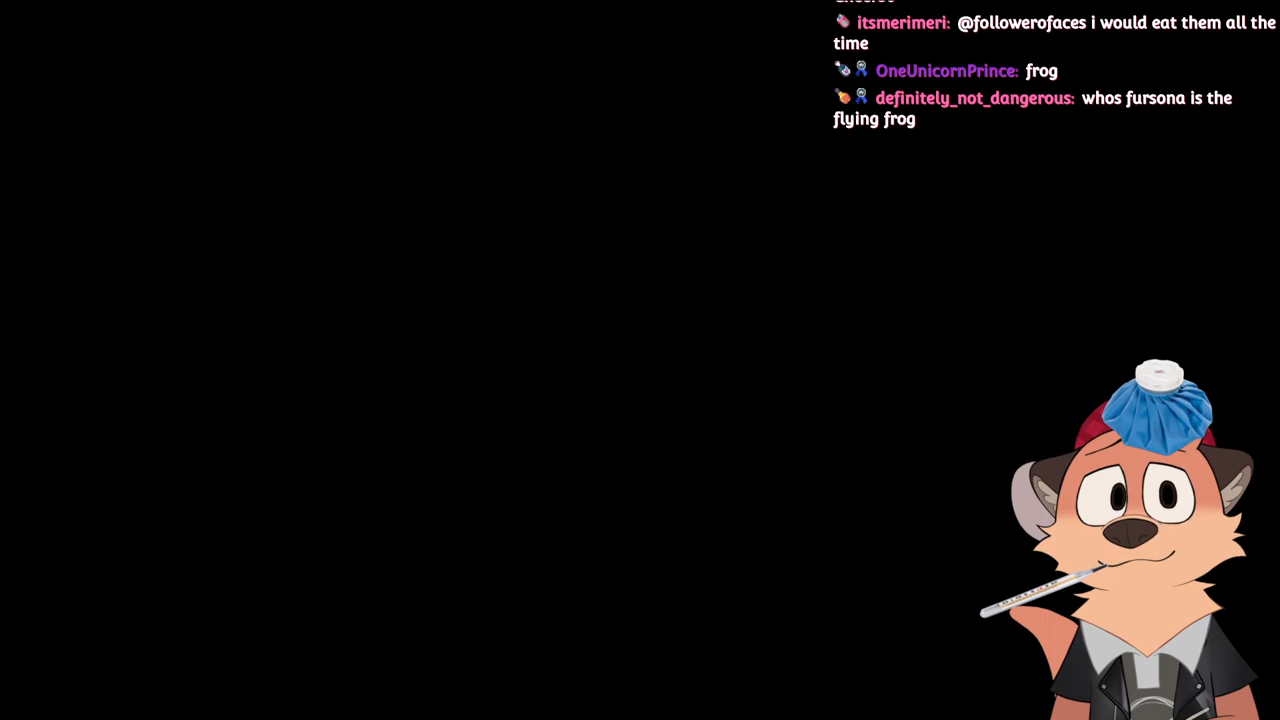 itsmerimeri: @followerofaces i would eat them all the
time
OneUnicornPrince: frog
definitely_not_dangerous: whos fursona is the
flying frog